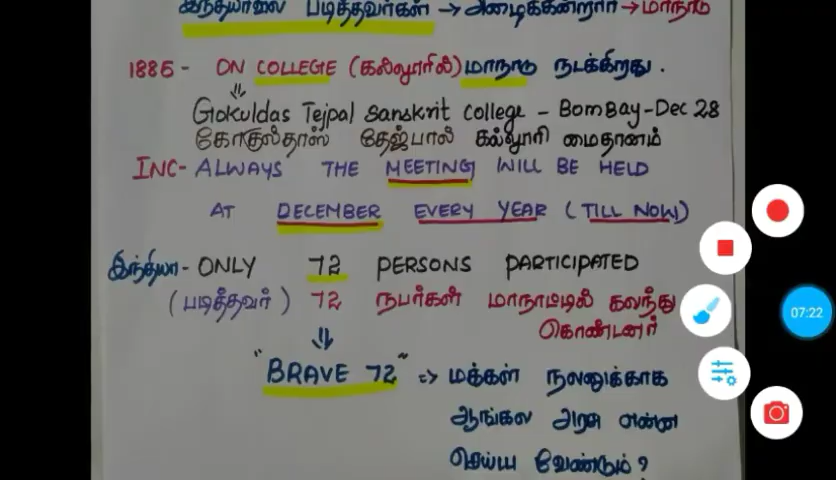 இந்தியாவை படித்தவர்கள் → அழைக்கின்றார் → மாநாடு
1885 - ON COLLEGE (கல்லூரில்) மாநாடு நடக்கிறது.
Gokuldas Tejpal Sanskrit College - Bombay - Dec 28
கோகுல்தாஸ் தேஜ்பால் கல்லூரி மைதானம்
INC - ALWAYS THE MEETING WILL BE HELD
AT DECEMBER EVERY YEAR (TILL NOW)
இந்தியா - ONLY 72 PERSONS PARTICIPATED
(படித்தவர்) 72 நபர்கள் மாநாட்டில் கலந்து
கொண்டனர்
"BRAVE 72" => மக்கள் நலனுக்காக
ஆங்கில அரசு என்ன
செய்ய வேண்டும்?
07:22